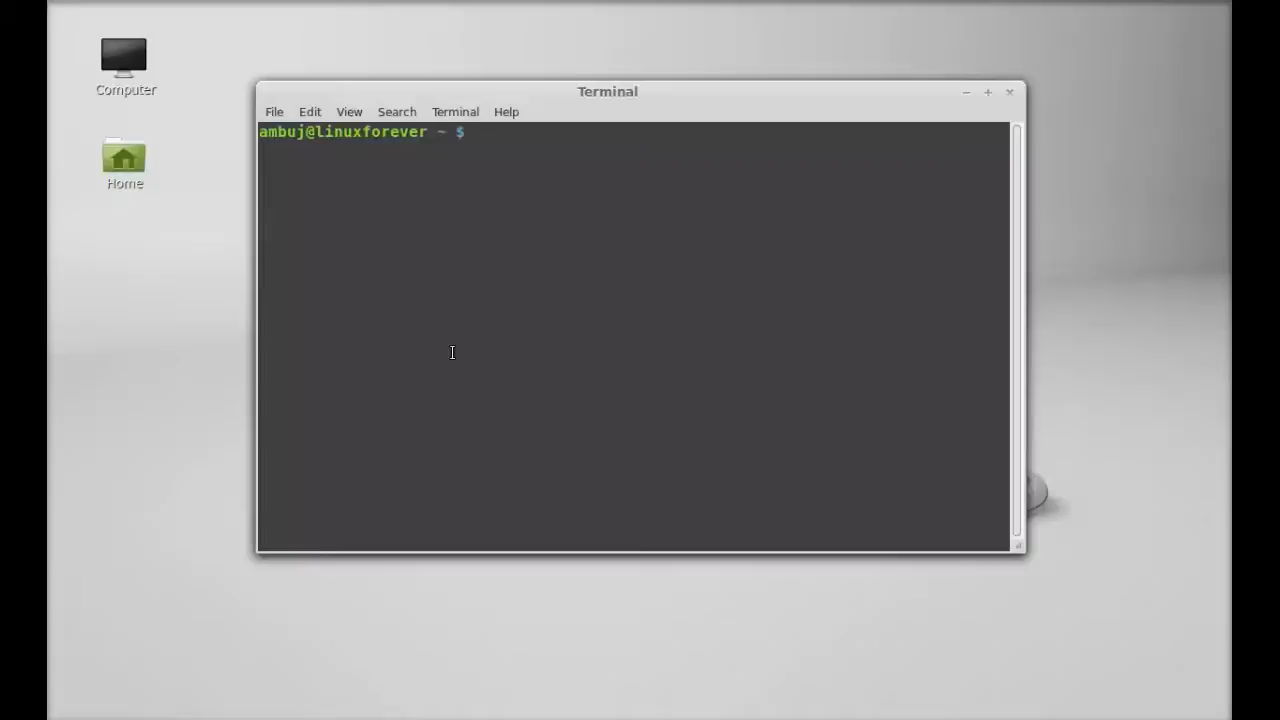 Computer
Home
Terminal
File Edit View Search Terminal Help
ambuj@linuxforever ~ $